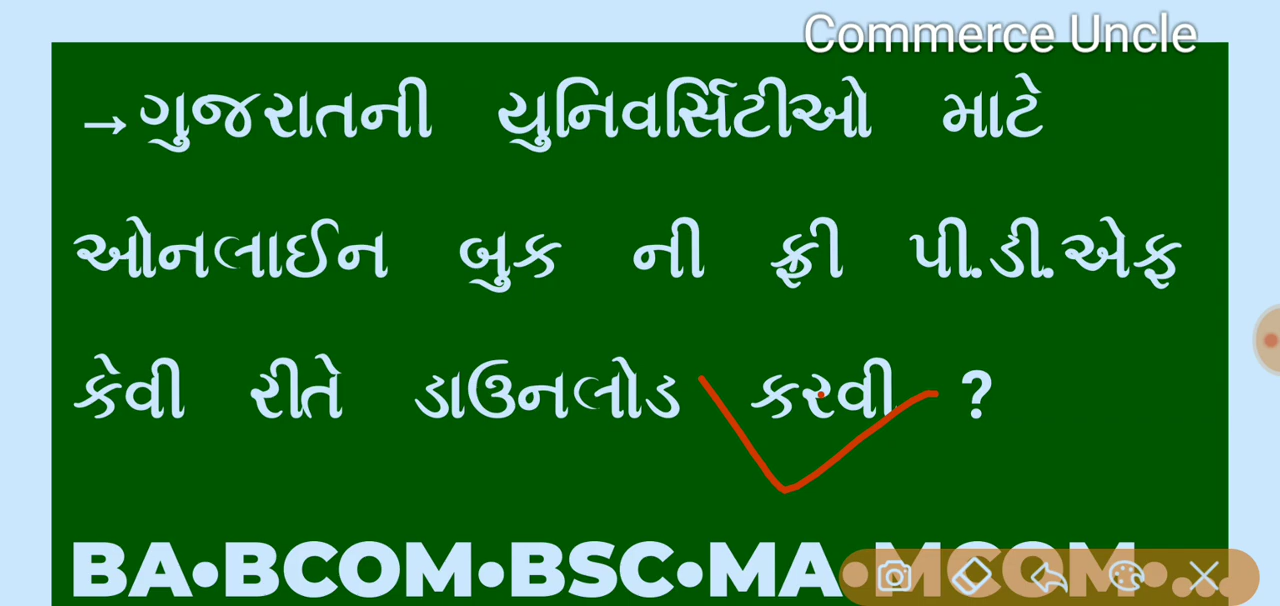 Commerce Uncle
→ગુજરાતની યુનિવર્સિટીઓ માટે
ઓનલાઈન બુક ની ફ્રી પી.ડી.એફ
કેવી રીતે ડાઉનલોડ કરવી ?
BA•BCOM•BSC•MA•MCOM•...